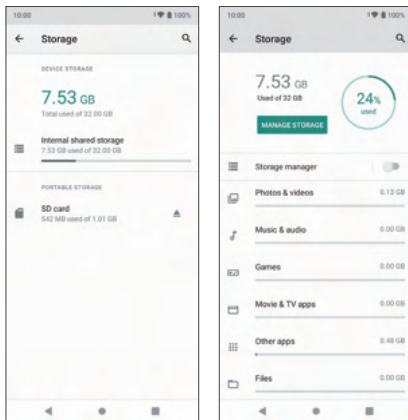 10:00
100%
Storage
DEVICE STORAGE
7.53 GB
Total used of 32.00 GB
Internal shared storage
7.53 GB used of 32.00 GB
PORTABLE STORAGE
SD card
542 MB used of 1.01 GB
10:00
100%
Storage
7.53 GB
Used of 32 GB
24%
used
MANAGE STORAGE
Storage manager
Photos & videos 0.13 GB
Music & audio 0.00 GB
Games 0.00 GB
Movie & TV apps 0.00 GB
Other apps 0.48 GB
Files 0.00 GB